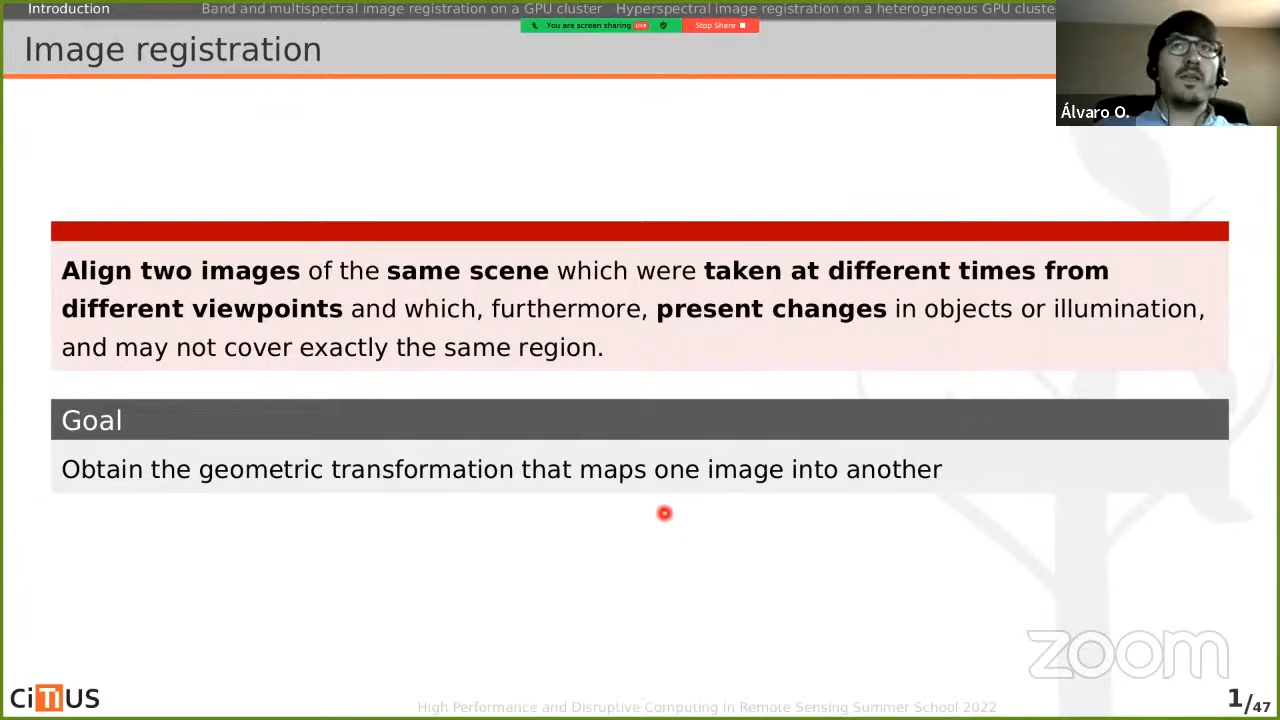 Introduction Band and multispectral image registration on a GPU cluster Hyperspectral image registration on a heterogeneous GPU cluste
You are screen sharing LIVE Stop Share
Image registration
Álvaro O.
Align two images of the same scene which were taken at different times from
different viewpoints and which, furthermore, present changes in objects or illumination,
and may not cover exactly the same region.
Goal
Obtain the geometric transformation that maps one image into another
zoom
CiTIUS
High Performance and Disruptive Computing in Remote Sensing Summer School 2022
1/47